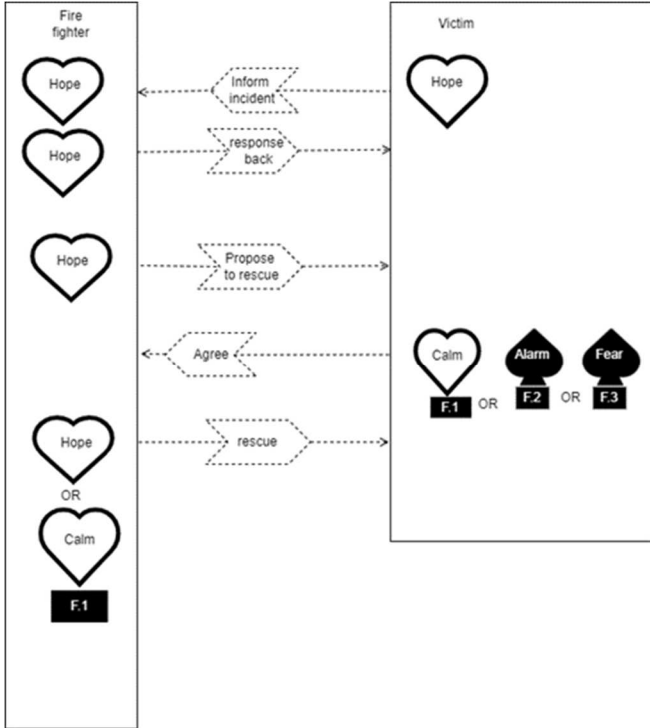 Fire
fighter
Victim
Hope
Inform
incident
Hope
Hope
response
back
Hope
Propose
to rescue
Agree
Calm
Alarm
Fear
F.1
OR
F.2
OR
F.3
Hope
rescue
OR
Calm
F.1